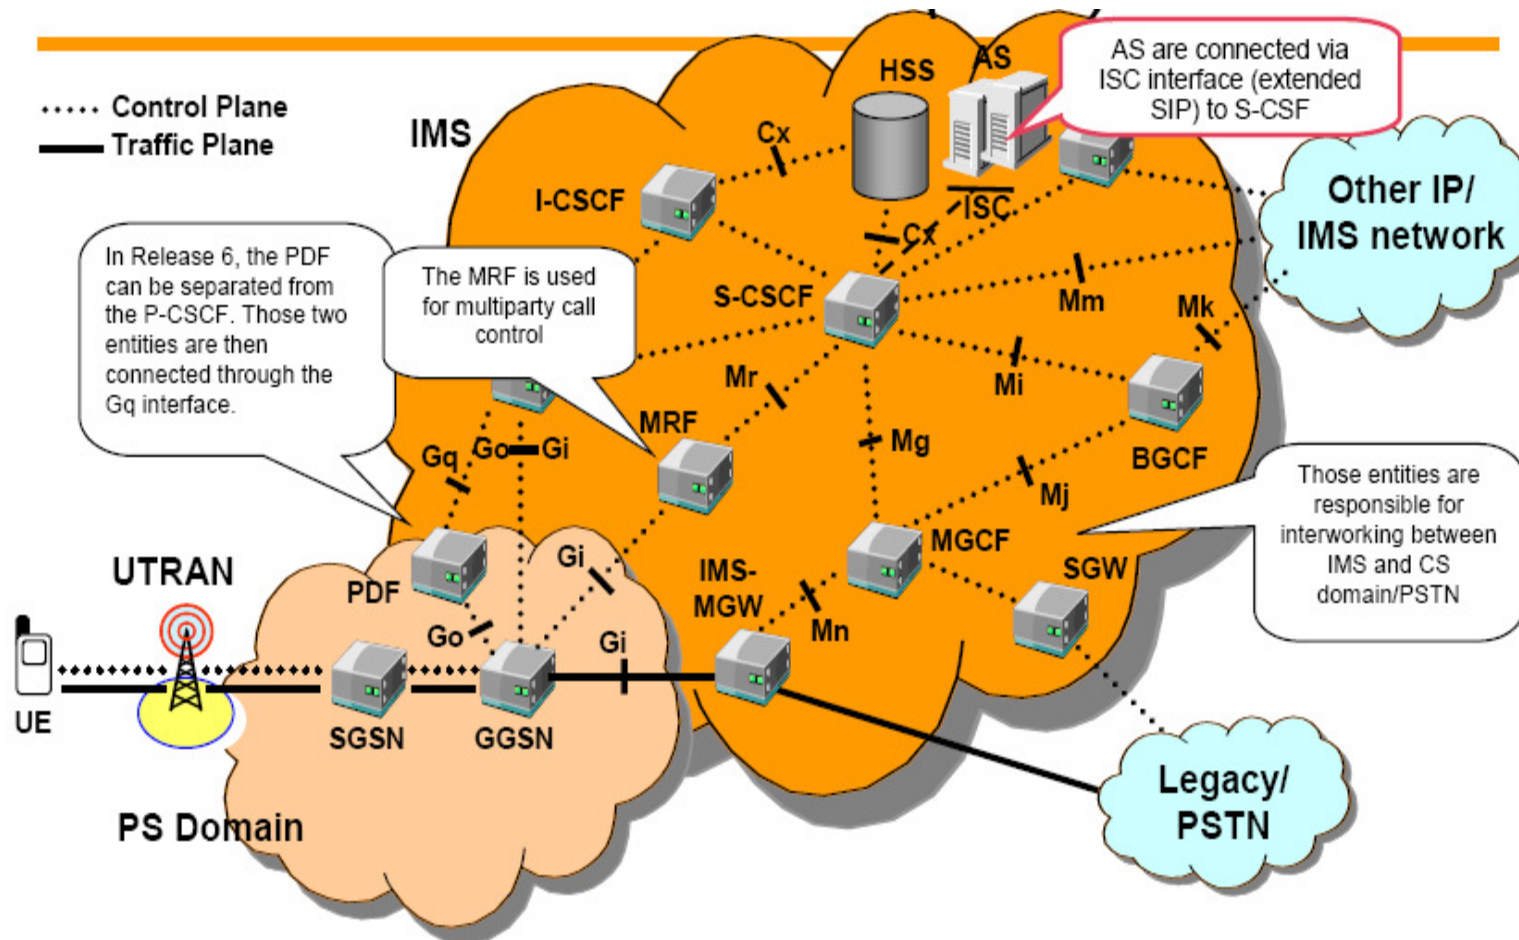 Control Plane
Traffic Plane
IMS
HSS
AS
AS are connected via
ISC interface (extended
SIP) to S-CSF
Cx
I-CSCF
ISC
Cx
Other IP/
IMS network
In Release 6, the PDF
can be separated from
the P-CSCF. Those two
entities are then
connected through the
Gq interface.
The MRF is used
for multiparty call
control
S-CSCF
Mm
Mk
Mr
Mi
MRF
Mg
BGCF
Gq
Go
Gi
Mj
Those entities are
responsible for
interworking between
IMS and CS
domain/PSTN
UTRAN
PDF
Gi
IMS-
MGW
MGCF
SGW
Go
Gi
Mn
UE
SGSN
GGSN
PS Domain
Legacy/
PSTN